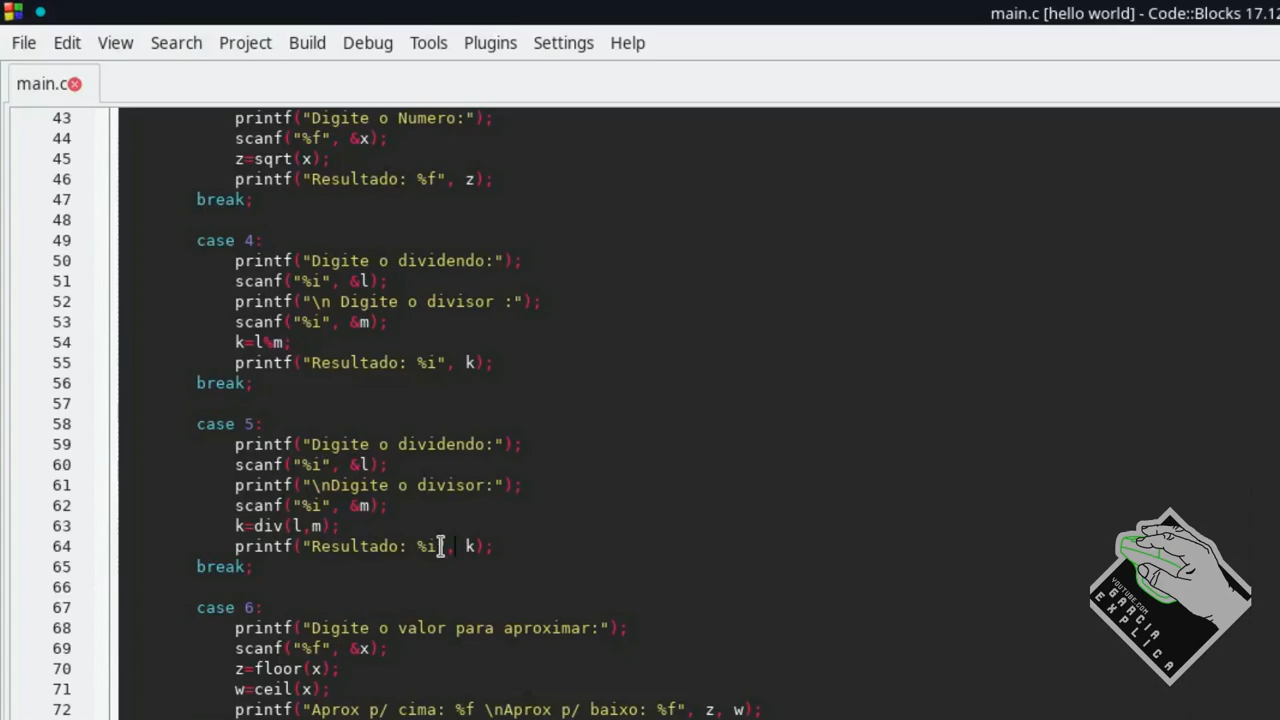 main.c [hello world] - Code::Blocks 17.12
File Edit View Search Project Build Debug Tools Plugins Settings Help
main.c
43 printf("Digite o Numero:");
44 scanf("%f", &x);
45 z=sqrt(x);
46 printf("Resultado: %f", z);
47 break;
48
49 case 4:
50 printf("Digite o dividendo:");
51 scanf("%i", &l);
52 printf("\n Digite o divisor :");
53 scanf("%i", &m);
54 k=l%m;
55 printf("Resultado: %i", k);
56 break;
57
58 case 5:
59 printf("Digite o dividendo:");
60 scanf("%i", &l);
61 printf("\nDigite o divisor:");
62 scanf("%i", &m);
63 k=div(l,m);
64 printf("Resultado: %i", k);
65 break;
66
67 case 6:
68 printf("Digite o valor para aproximar:");
69 scanf("%f", &x);
70 z=floor(x);
71 w=ceil(x);
72 printf("Aprox p/ cima: %f \nAprox p/ baixo: %f", z, w);
YOUTUBE.COM
GARCIA
EXPLICA